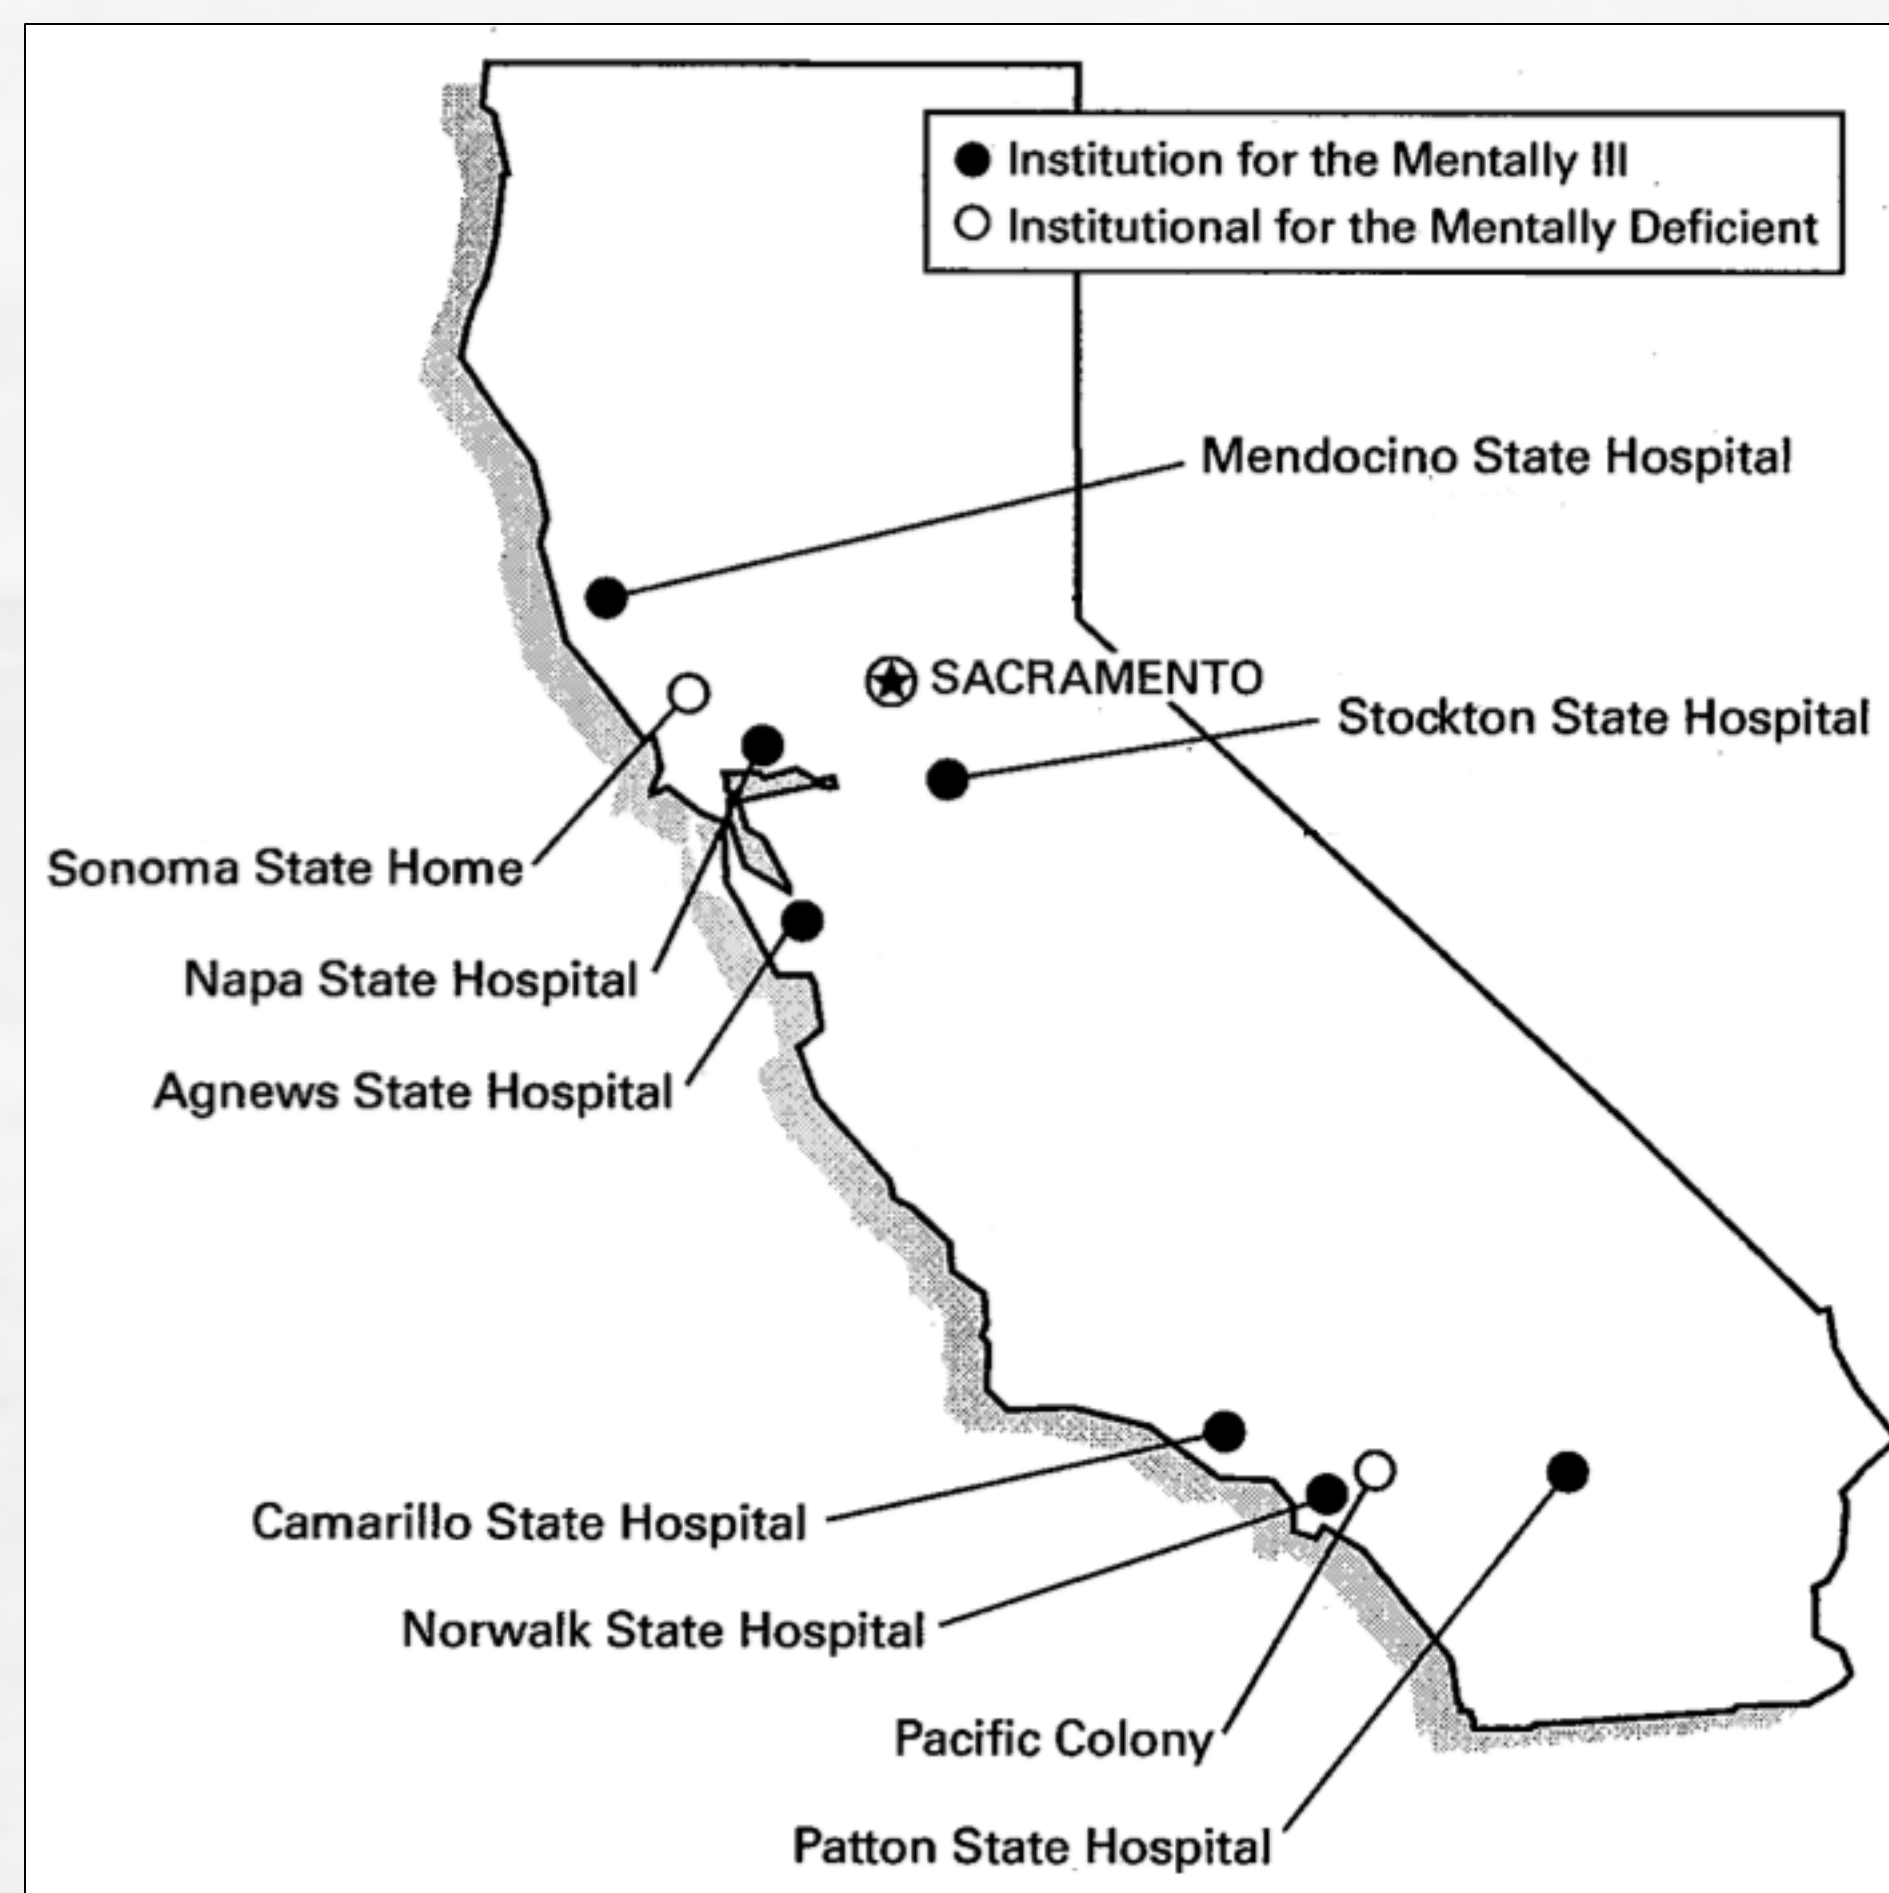 Institution for the Mentally Ill
Institutional for the Mentally Deficient
Mendocino State Hospital
SACRAMENTO
Stockton State Hospital
Sonoma State Home
Napa State Hospital
Agnews State Hospital
Camarillo State Hospital
Norwalk State Hospital
Pacific Colony
Patton State Hospital